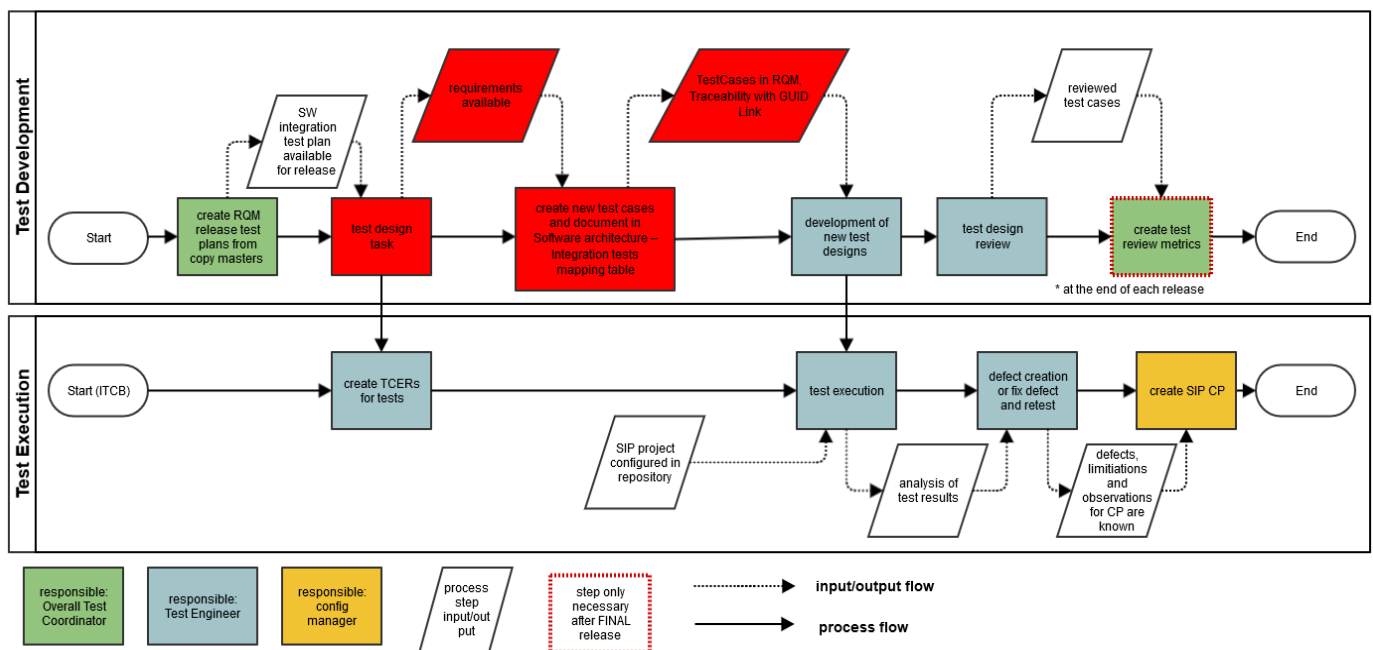 Test Development
SW
integration
test plan
available
for release
requirements
available
TestCases in RQM,
Traceability with GUID
Link
reviewed
test cases
Start
create RQM
release test
plans from
copy masters
test design
task
create new test cases
and document in
Software architecture –
Integration tests
mapping table
development of
new test
designs
test design
review
create test
review metrics
End
* at the end of each release
Test Execution
Start (ITCB)
create TCERs
for tests
test execution
defect creation
or fix defect
and retest
create SIP CP
End
SIP project
configured in
repository
analysis of
test results
defects,
limitations
and
observations
for CP are
known
responsible:
Overall Test
Coordinator
responsible:
Test Engineer
responsible:
config
manager
process
step
input/out
put
step only
necessary
after FINAL
release
input/output flow
process flow